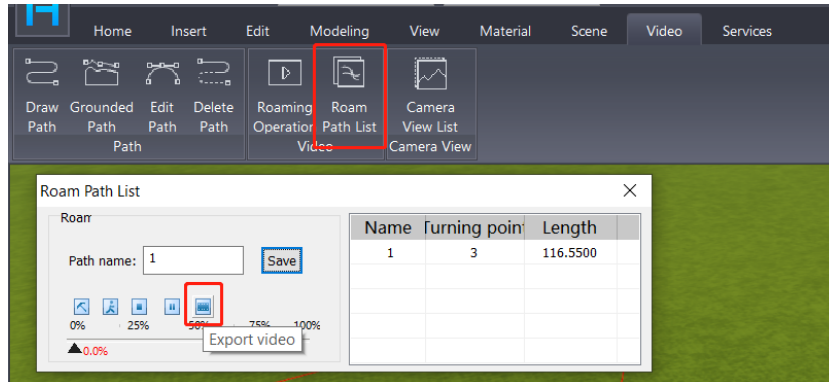 Home Insert Edit Modeling View Material Scene Video Services
Draw Path Grounded Path Edit Path Delete Path Roaming Operation Roam Path List Camera View List
Path Video Camera View
Roam Path List
Roam
Path name: 1 Save
0% 25% 50% 75% 100%
0.0%
Export video
Name Turning point Length
1 3 116.5500